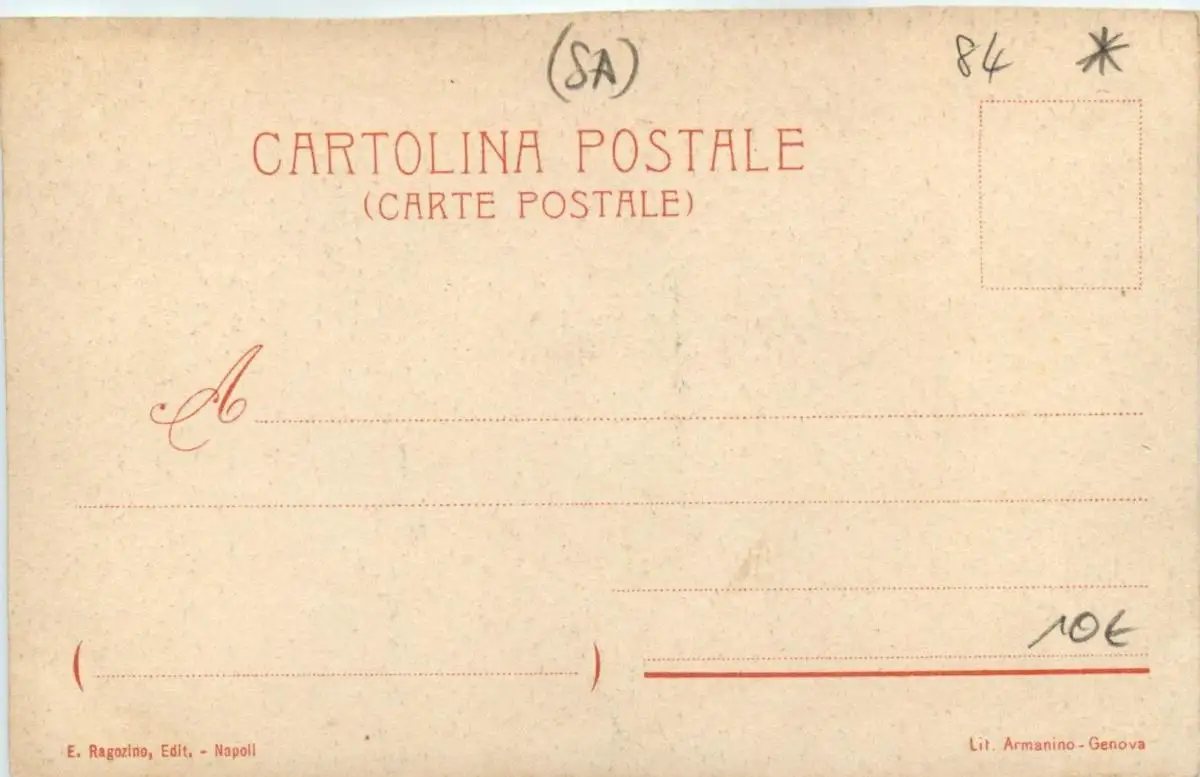 (SA)
84 *
CARTOLINA POSTALE
(CARTE POSTALE)
A
10€
( )
E. Ragozino, Edit. - Napoli
Lit. Armanino - Genova